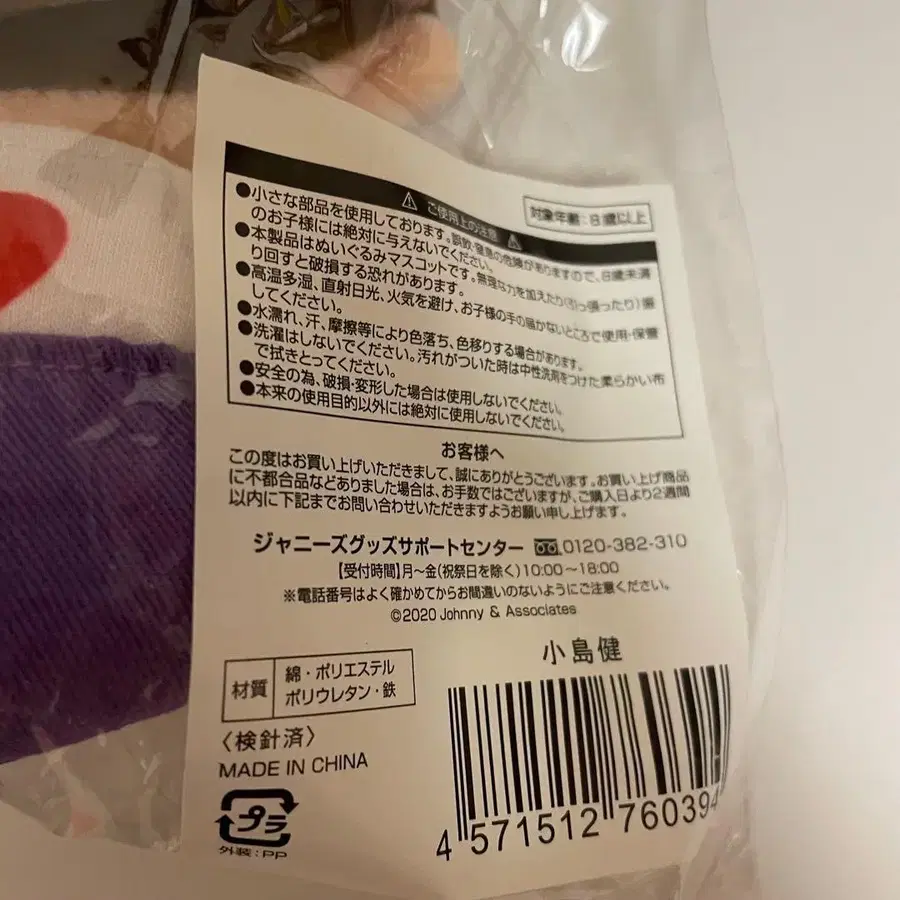 対象年齢:8歳以上
⚠ ご使用上の注意 ⚠
●小さな部品を使用しております。誤飲・窒息の危険がありますので、8歳未満
のお子様には絶対に与えないでください。
●本製品はぬいぐるみマスコットです。無理な力を加えたり(引っ張ったり)振
り回すと破損する恐れがあります。
●高温多湿、直射日光、火気を避け、お子様の手の届かないところで使用・保管
してください。
●水濡れ、汗、摩擦等により色落ち、色移りする場合があります。
●洗濯はしないでください。汚れがついた時は中性洗剤をつけた柔らかい布
で拭きとってください。
●安全の為、破損・変形した場合は使用しないでください。
●本来の使用目的以外には絶対に使用しないでください。
お客様へ
この度はお買い上げいただきまして、誠にありがとうございます。お買い上げ商品
に不都合品などありました場合は、お手数ではございますが、ご購入日より2週間
以内に下記までお問い合わせいただきますようお願い申し上げます。
ジャニーズグッズサポートセンター 0120-382-310
【受付時間】月〜金(祝祭日を除く)10:00〜18:00
※電話番号はよく確かめてからお間違いのないようにご注意ください。
©2020 Johnny & Associates
小島健
材質 綿・ポリエステル
ポリウレタン・鉄
〈検針済〉
MADE IN CHINA
プラ
外装:PP
4 571512 760394